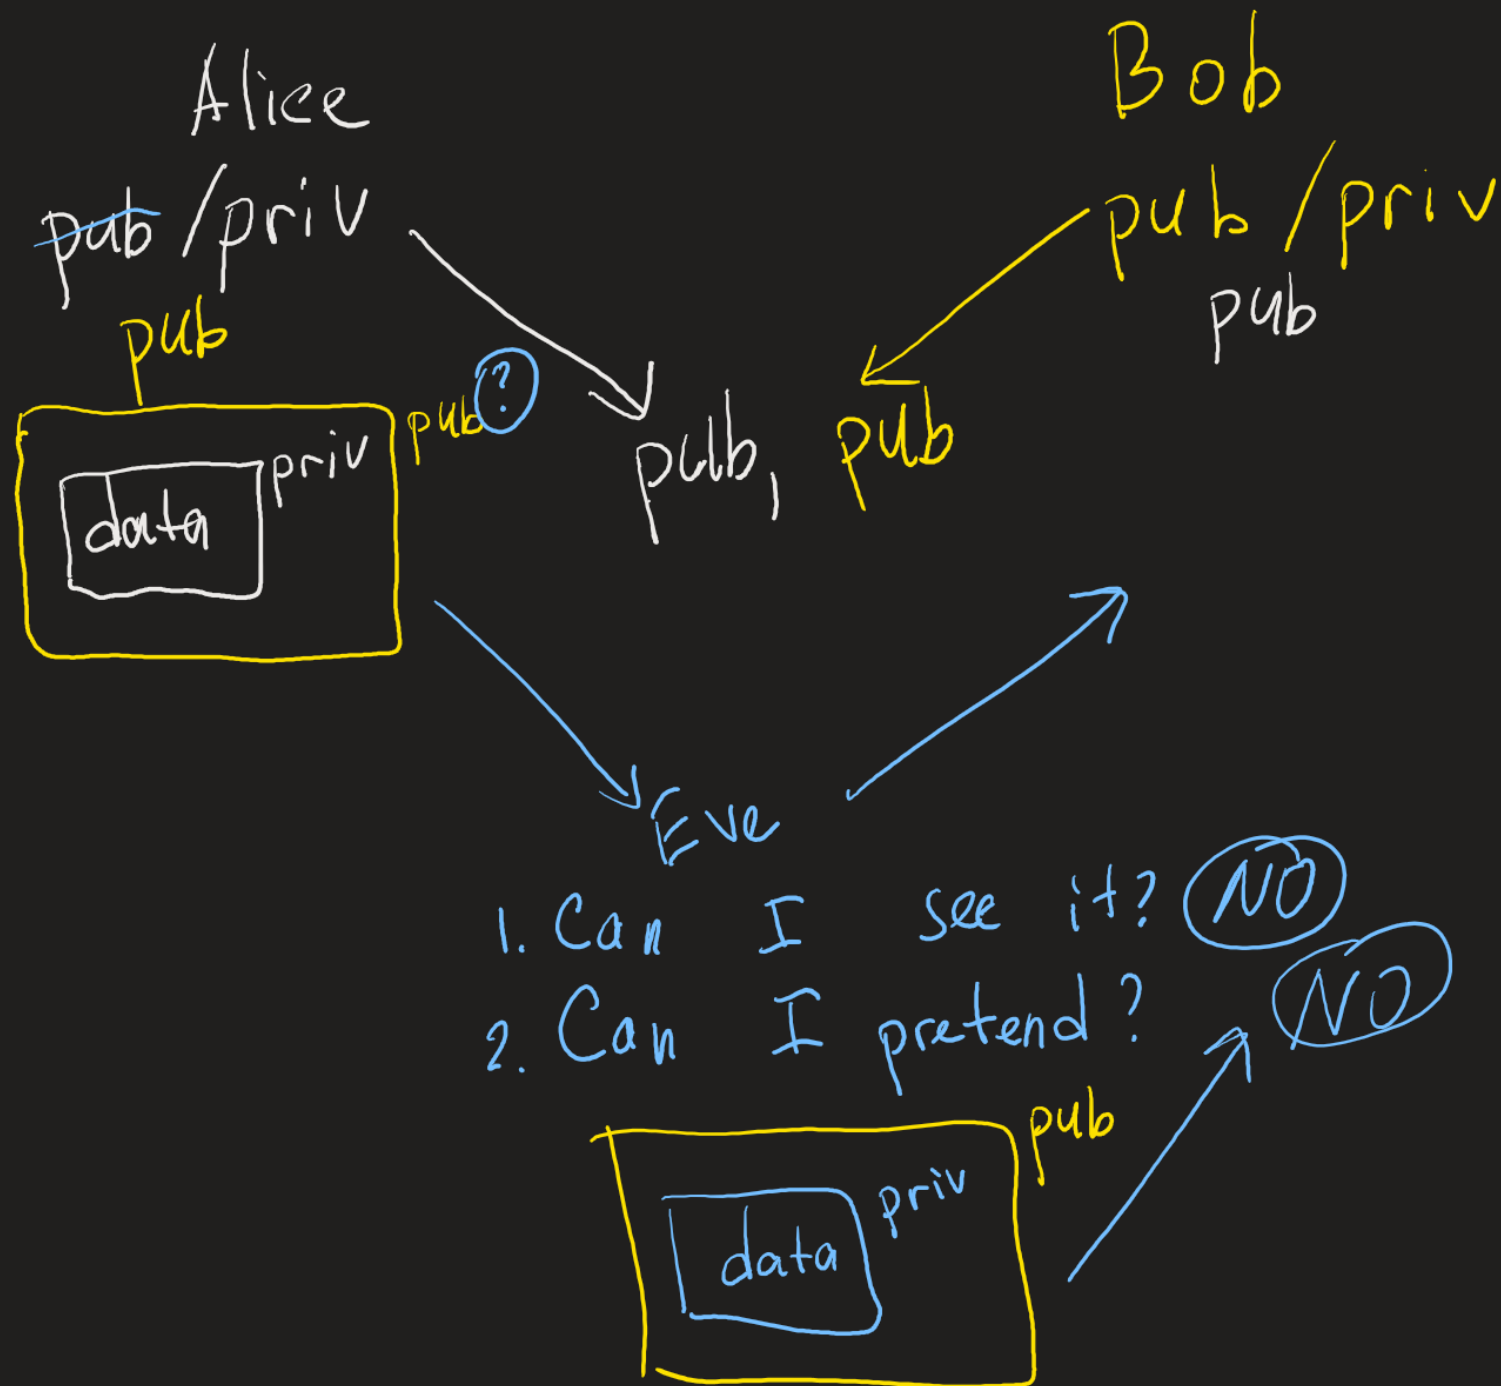 Alice
Bob
pub/priv
pub/priv
pub
pub
pub?
priv
data
pub, pub
Eve
1. Can I see it? NO
2. Can I pretend? NO
pub
priv
data